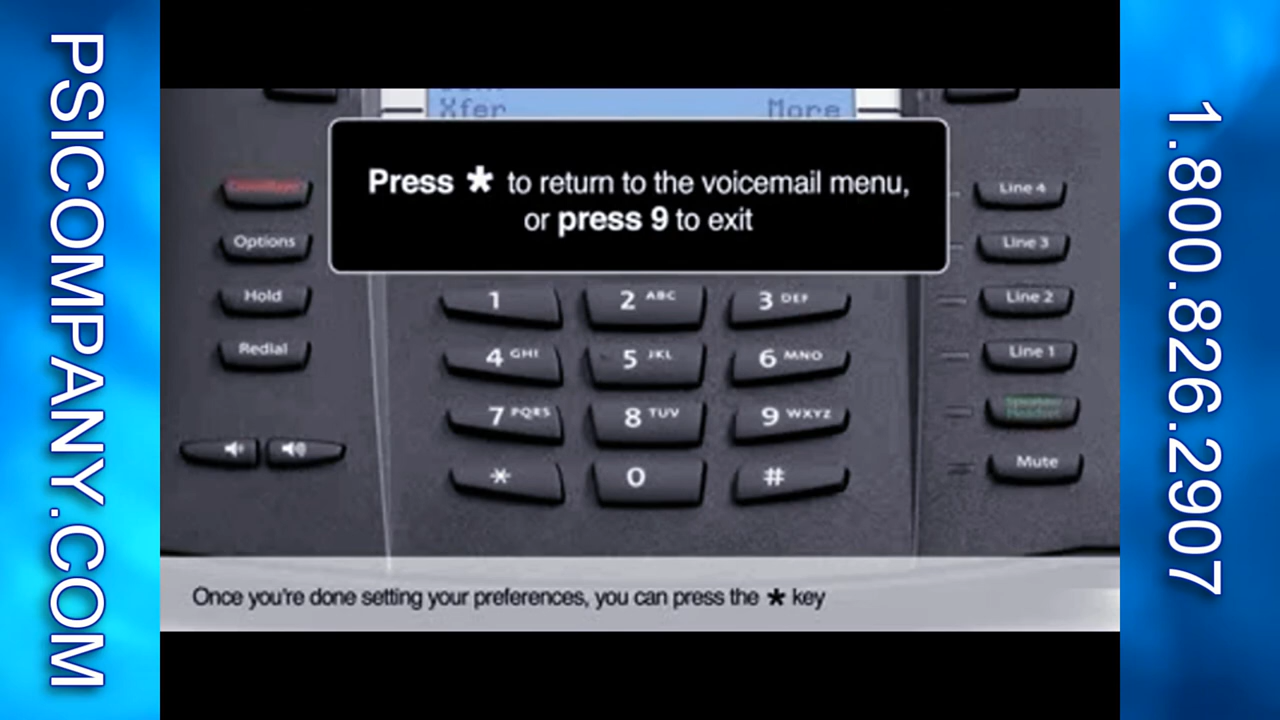 PSICOMPANY.COM
Xfer More
Press * to return to the voicemail menu,
or press 9 to exit
Options
Hold
Redial
1 2 ABC 3 DEF
4 GHI 5 JKL 6 MNO
7 PQRS 8 TUV 9 WXYZ
* 0 #
Line 4
Line 3
Line 2
Line 1
Mute
Once you're done setting your preferences, you can press the * key
1.800.826.2907